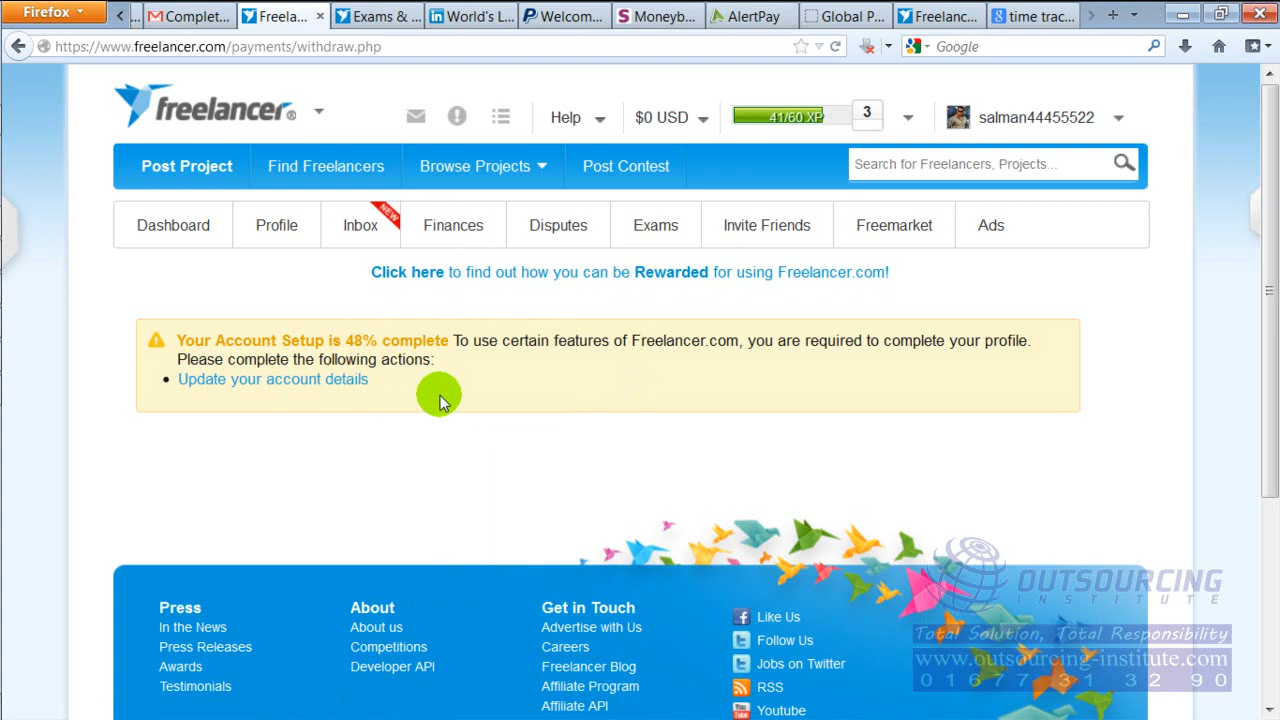 Firefox
Complet...
Freela...
Exams & ...
World's L...
Welcom...
Moneyb...
AlertPay
Global P...
Freelanc...
time trac...
https://www.freelancer.com/payments/withdraw.php
Google
freelancer®
Help
$0 USD
41/60 XP
3
salman44455522
Post Project
Find Freelancers
Browse Projects
Post Contest
Search for Freelancers, Projects...
Dashboard
Profile
Inbox
NEW
Finances
Disputes
Exams
Invite Friends
Freemarket
Ads
Click here to find out how you can be Rewarded for using Freelancer.com!
Your Account Setup is 48% complete To use certain features of Freelancer.com, you are required to complete your profile.
Please complete the following actions:
• Update your account details
Press
In the News
Press Releases
Awards
Testimonials
About
About us
Competitions
Developer API
Get in Touch
Advertise with Us
Careers
Freelancer Blog
Affiliate Program
Affiliate API
Like Us
Follow Us
Jobs on Twitter
RSS
Youtube
OUTSOURCING
INSTITUTE
Total Solution, Total Responsibility
www.outsourcing-institute.com
01677 31 32 90